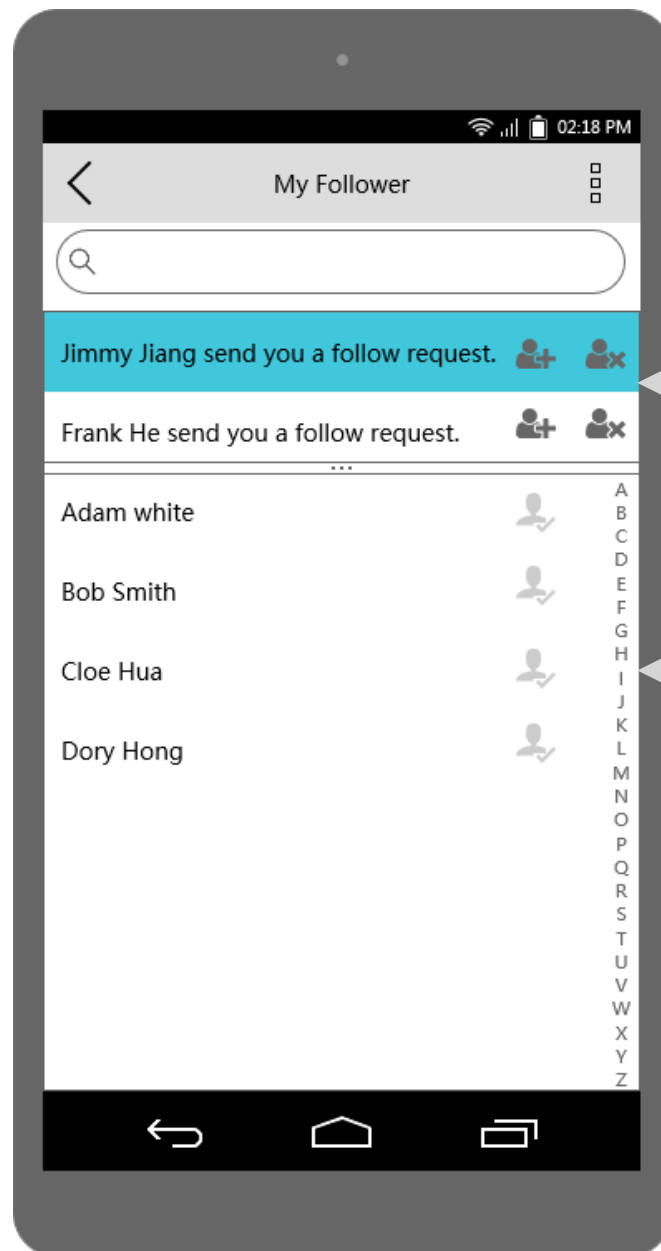 02:18 PM
My Follower
Jimmy Jiang send you a follow request.
Frank He send you a follow request.
...
Adam white
Bob Smith
Cloe Hua
Dory Hong
A
B
C
D
E
F
G
H
I
J
K
L
M
N
O
P
Q
R
S
T
U
V
W
X
Y
Z